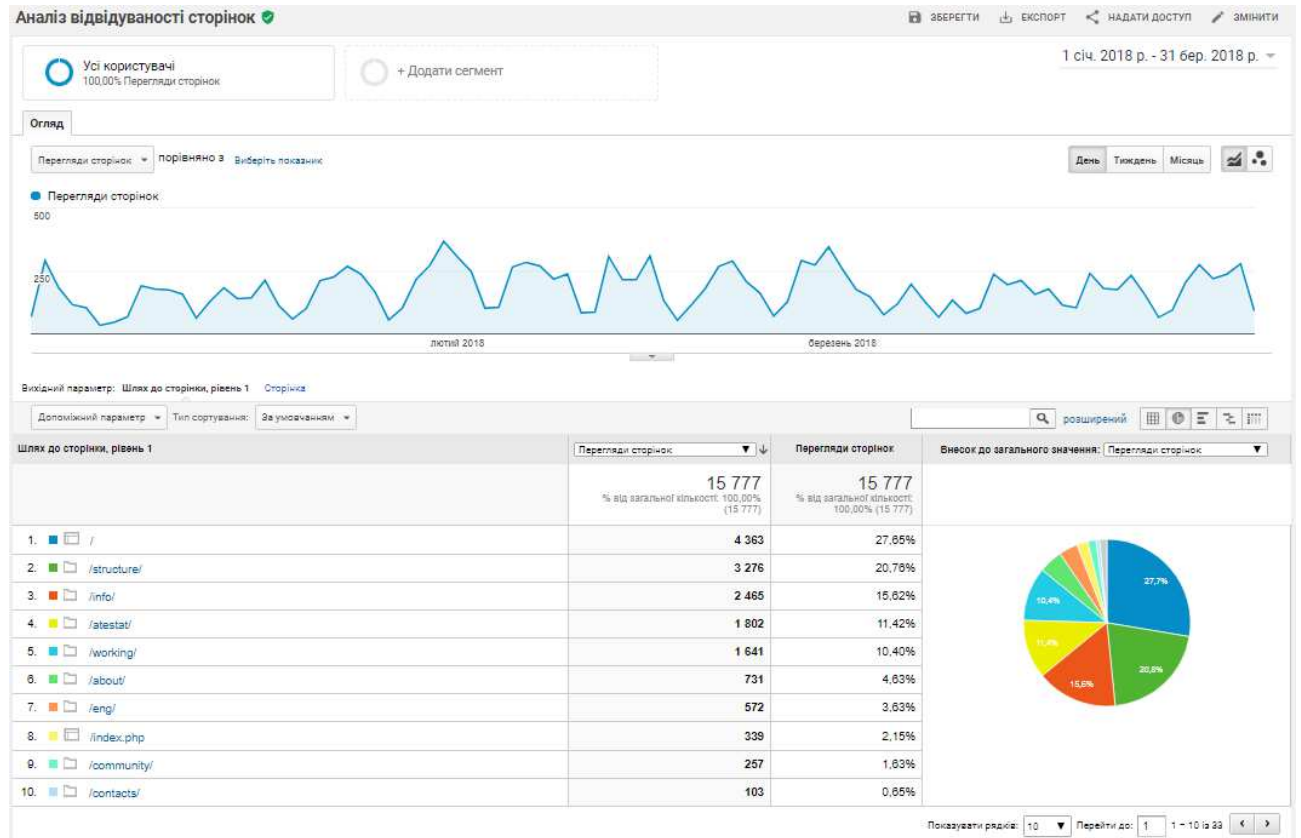 Аналіз відвідуваності сторінок
ЗБЕРЕГТИ ЕКСПОРТ НАДАТИ ДОСТУП ЗМІНИТИ
Усі користувачі
100,00% Перегляди сторінок
+ Додати сегмент
1 січ. 2018 р. - 31 бер. 2018 р.
Огляд
Перегляди сторінок порівняно з Виберіть показник
День Тиждень Місяць
Перегляди сторінок
500
250
лютий 2018 березень 2018
Вихідний параметр: Шлях до сторінки, рівень 1 Сторінка
Допоміжний параметр Тип сортування: За умовчанням
розширений
Шлях до сторінки, рівень 1 Перегляди сторінок Перегляди сторінок Внесок до загального значення: Перегляди сторінок
15 777 15 777
% від загальної кількості: 100,00% (15 777) % від загальної кількості: 100,00% (15 777)
1. / 4 363 27,65%
2. /structure/ 3 276 20,76%
3. /info/ 2 465 15,62%
4. /atestat/ 1 802 11,42%
5. /working/ 1 641 10,40%
6. /about/ 731 4,63%
7. /eng/ 572 3,63%
8. /index.php 339 2,15%
9. /community/ 257 1,63%
10. /contacts/ 103 0,65%
27,7%
10,4%
11,4%
20,8%
15,6%
Показувати рядків: 10 Перейти до: 1 1 – 10 із 33